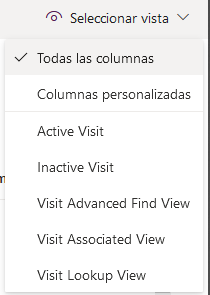 Seleccionar vista
Todas las columnas
Columnas personalizadas
Active Visit
Inactive Visit
Visit Advanced Find View
Visit Associated View
Visit Lookup View